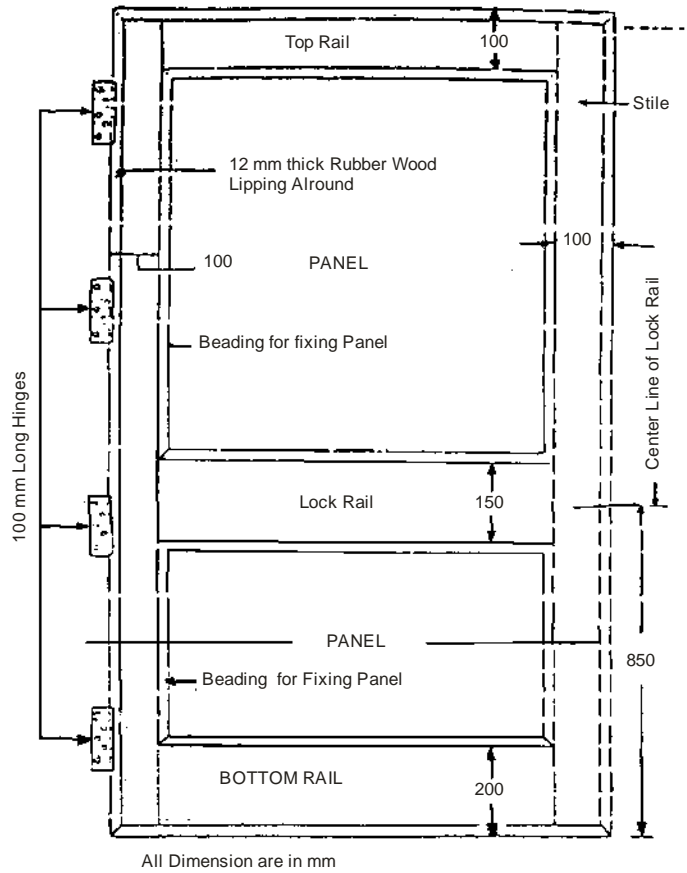 Top Rail
100
Stile
12 mm thick Rubber Wood
Lipping Alround
100
100
PANEL
Beading for fixing Panel
Center Line of Lock Rail
100 mm Long Hinges
Lock Rail
150
PANEL
850
Beading for Fixing Panel
BOTTOM RAIL
200
All Dimension are in mm